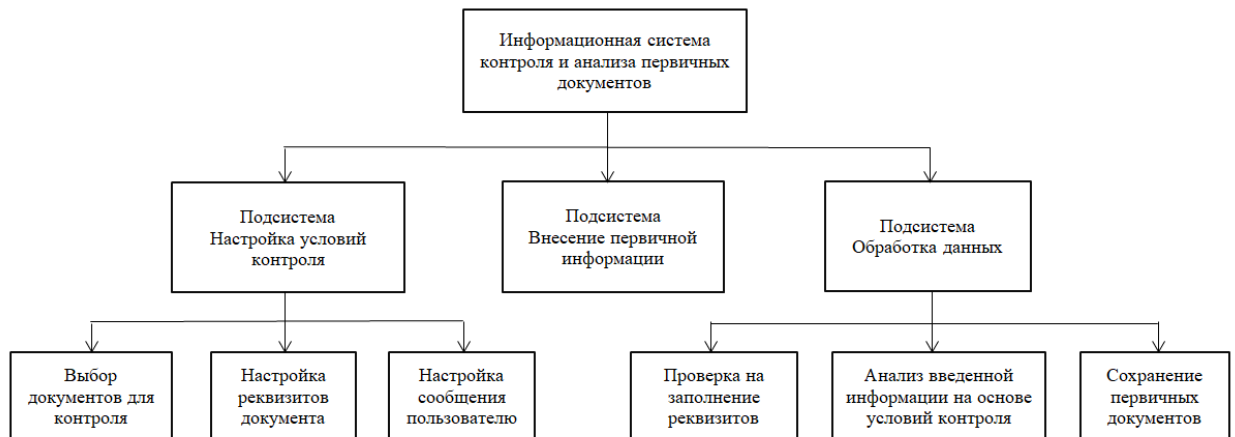 Информационная система
контроля и анализа первичных
документов
Подсистема
Настройка условий
контроля
Подсистема
Внесение первичной
информации
Подсистема
Обработка данных
Выбор
документов для
контроля
Настройка
реквизитов
документа
Настройка
сообщения
пользователю
Проверка на
заполнение
реквизитов
Анализ введенной
информации на основе
условий контроля
Сохранение
первичных
документов